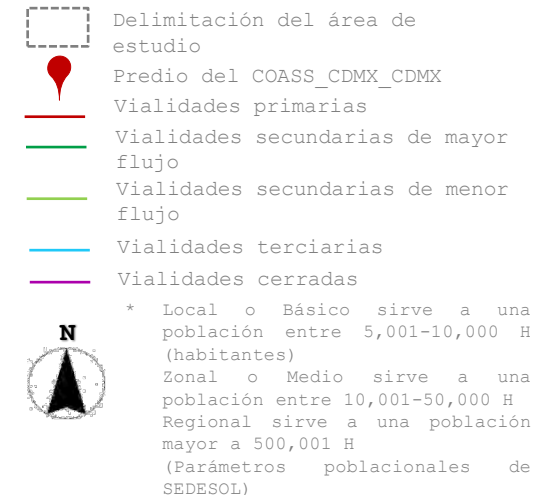 Delimitación del área de
estudio
Predio del COASS_CDMX_CDMX
Vialidades primarias
Vialidades secundarias de mayor
flujo
Vialidades secundarias de menor
flujo
Vialidades terciarias
Vialidades cerradas
* Local o Básico sirve a una
población entre 5,001-10,000 H
(habitantes)
Zonal o Medio sirve a una
población entre 10,001-50,000 H
Regional sirve a una población
mayor a 500,001 H
(Parámetros poblacionales de
SEDESOL)
N